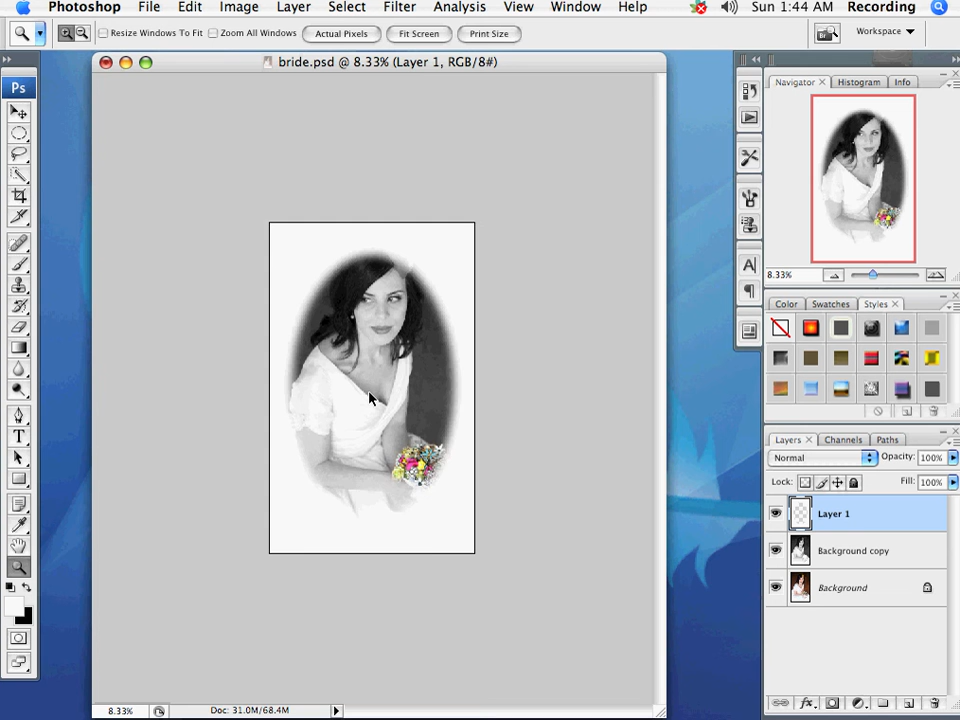 Photoshop File Edit Image Layer Select Filter Analysis View Window Help Sun 1:44 AM Recording
Resize Windows To Fit Zoom All Windows Actual Pixels Fit Screen Print Size Br Workspace
bride.psd @ 8.33% (Layer 1, RGB/8#)
Ps
Navigator Histogram Info
8.33%
Color Swatches Styles
Layers Channels Paths
Normal Opacity: 100%
Lock: Fill: 100%
Layer 1
Background copy
Background
T
A
8.33% Doc: 31.0M/68.4M
fx